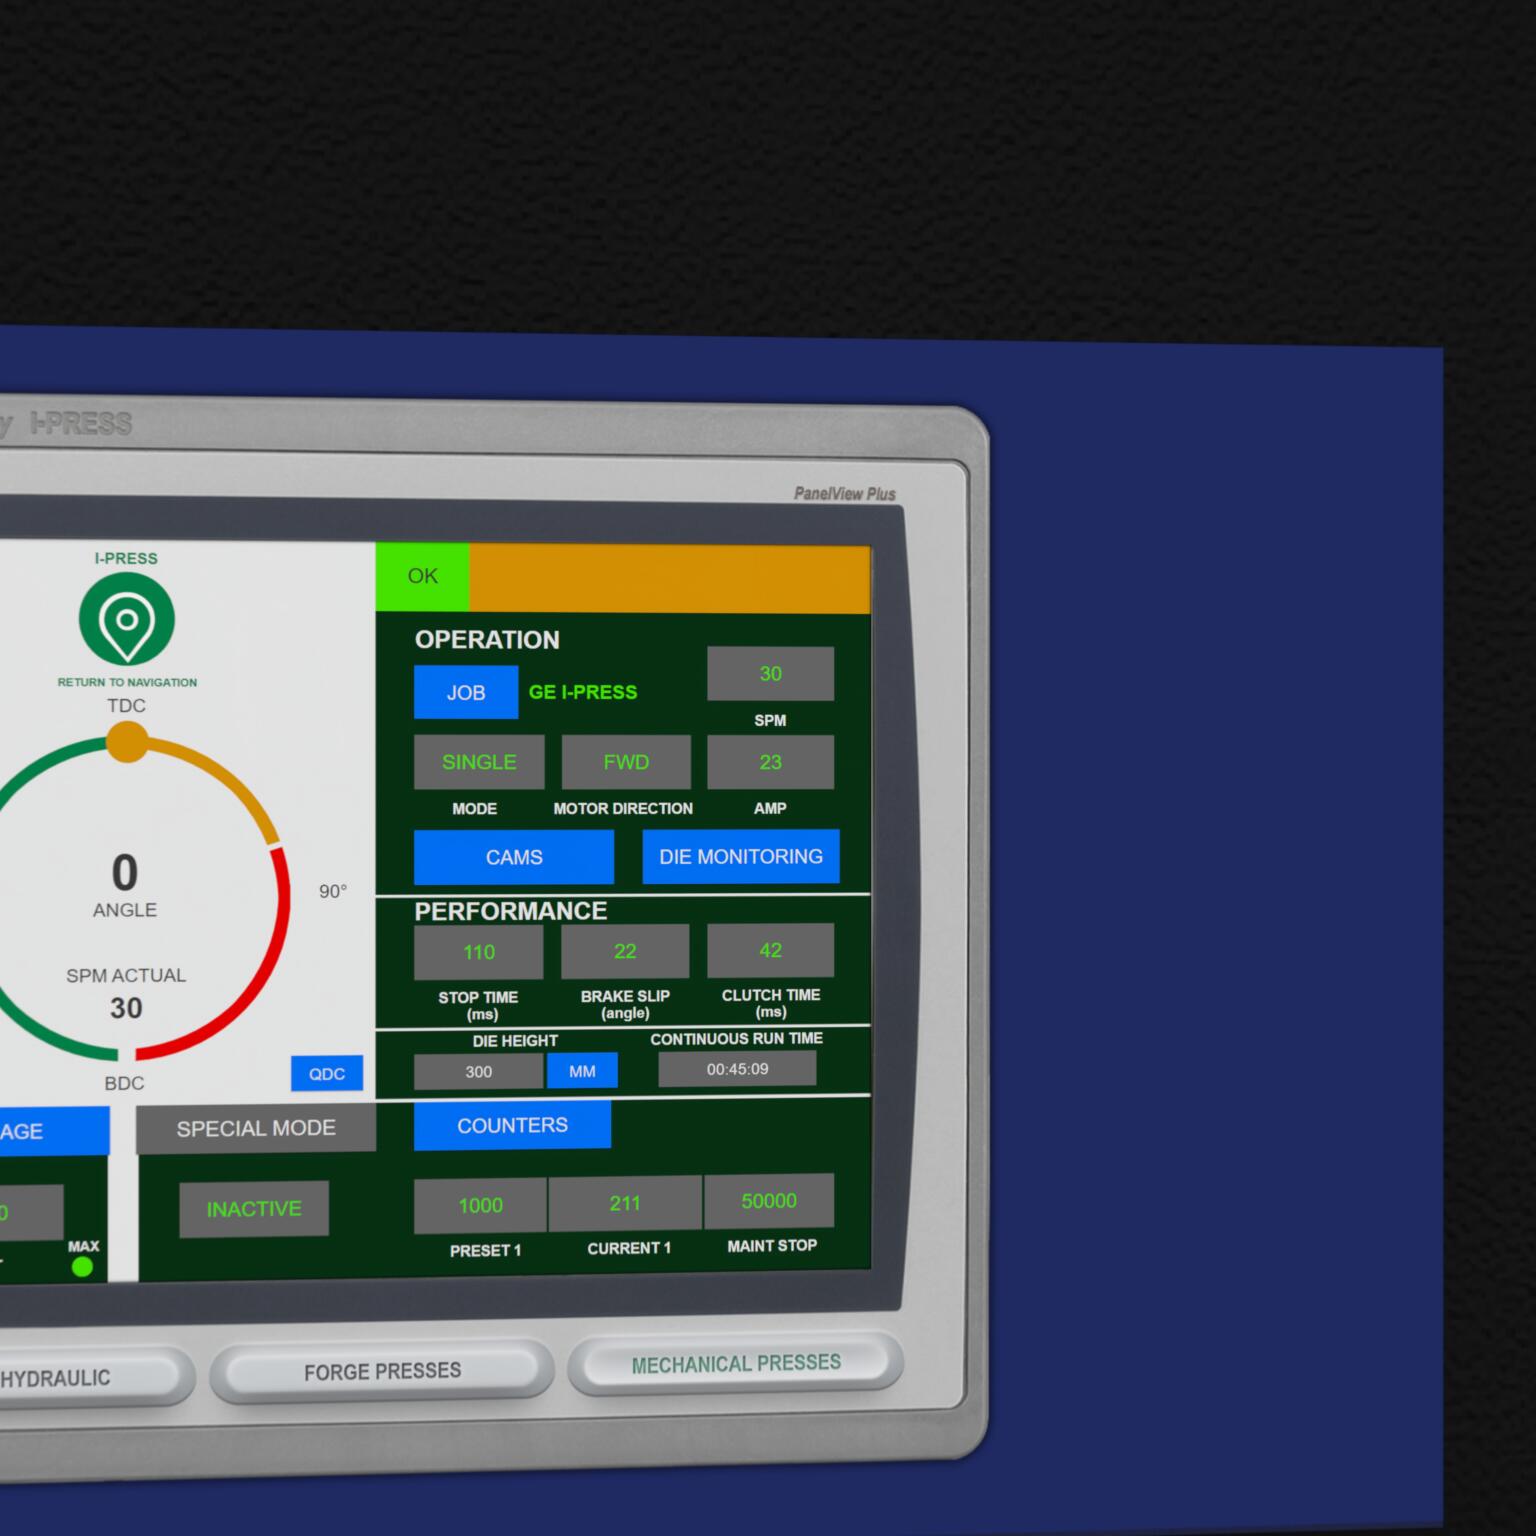 I-PRESS
PanelView Plus
I-PRESS
RETURN TO NAVIGATION
TDC
0
ANGLE
90°
SPM ACTUAL
30
BDC
QDC
OK
OPERATION
JOB
GE I-PRESS
30
SPM
SINGLE
FWD
23
MODE
MOTOR DIRECTION
AMP
CAMS
DIE MONITORING
PERFORMANCE
110
22
42
STOP TIME
(ms)
BRAKE SLIP
(angle)
CLUTCH TIME
(ms)
DIE HEIGHT
CONTINUOUS RUN TIME
300
MM
00:45:09
AGE
SPECIAL MODE
COUNTERS
0
INACTIVE
1000
211
50000
MAX
PRESET 1
CURRENT 1
MAINT STOP
HYDRAULIC
FORGE PRESSES
MECHANICAL PRESSES